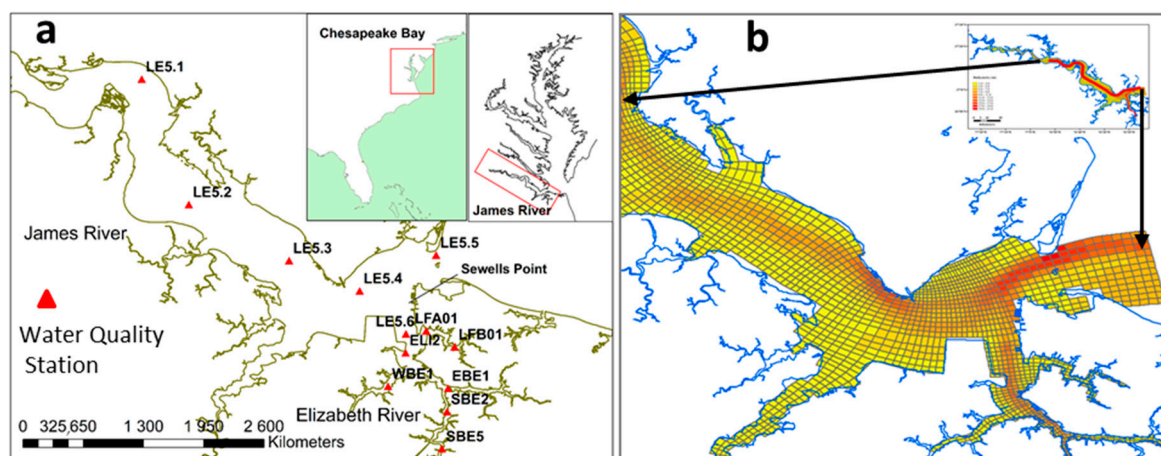 a
Chesapeake Bay
James River
LE5.1
LE5.2
James River
LE5.3
LE5.5
LE5.4
Sewells Point
LE5.6
LFA01
LFB01
ELI2
WBE1
EBE1
SBE2
Elizabeth River
SBE5
Water Quality
Station
0 325,650 1 300 1 950 2 600
Kilometers
b